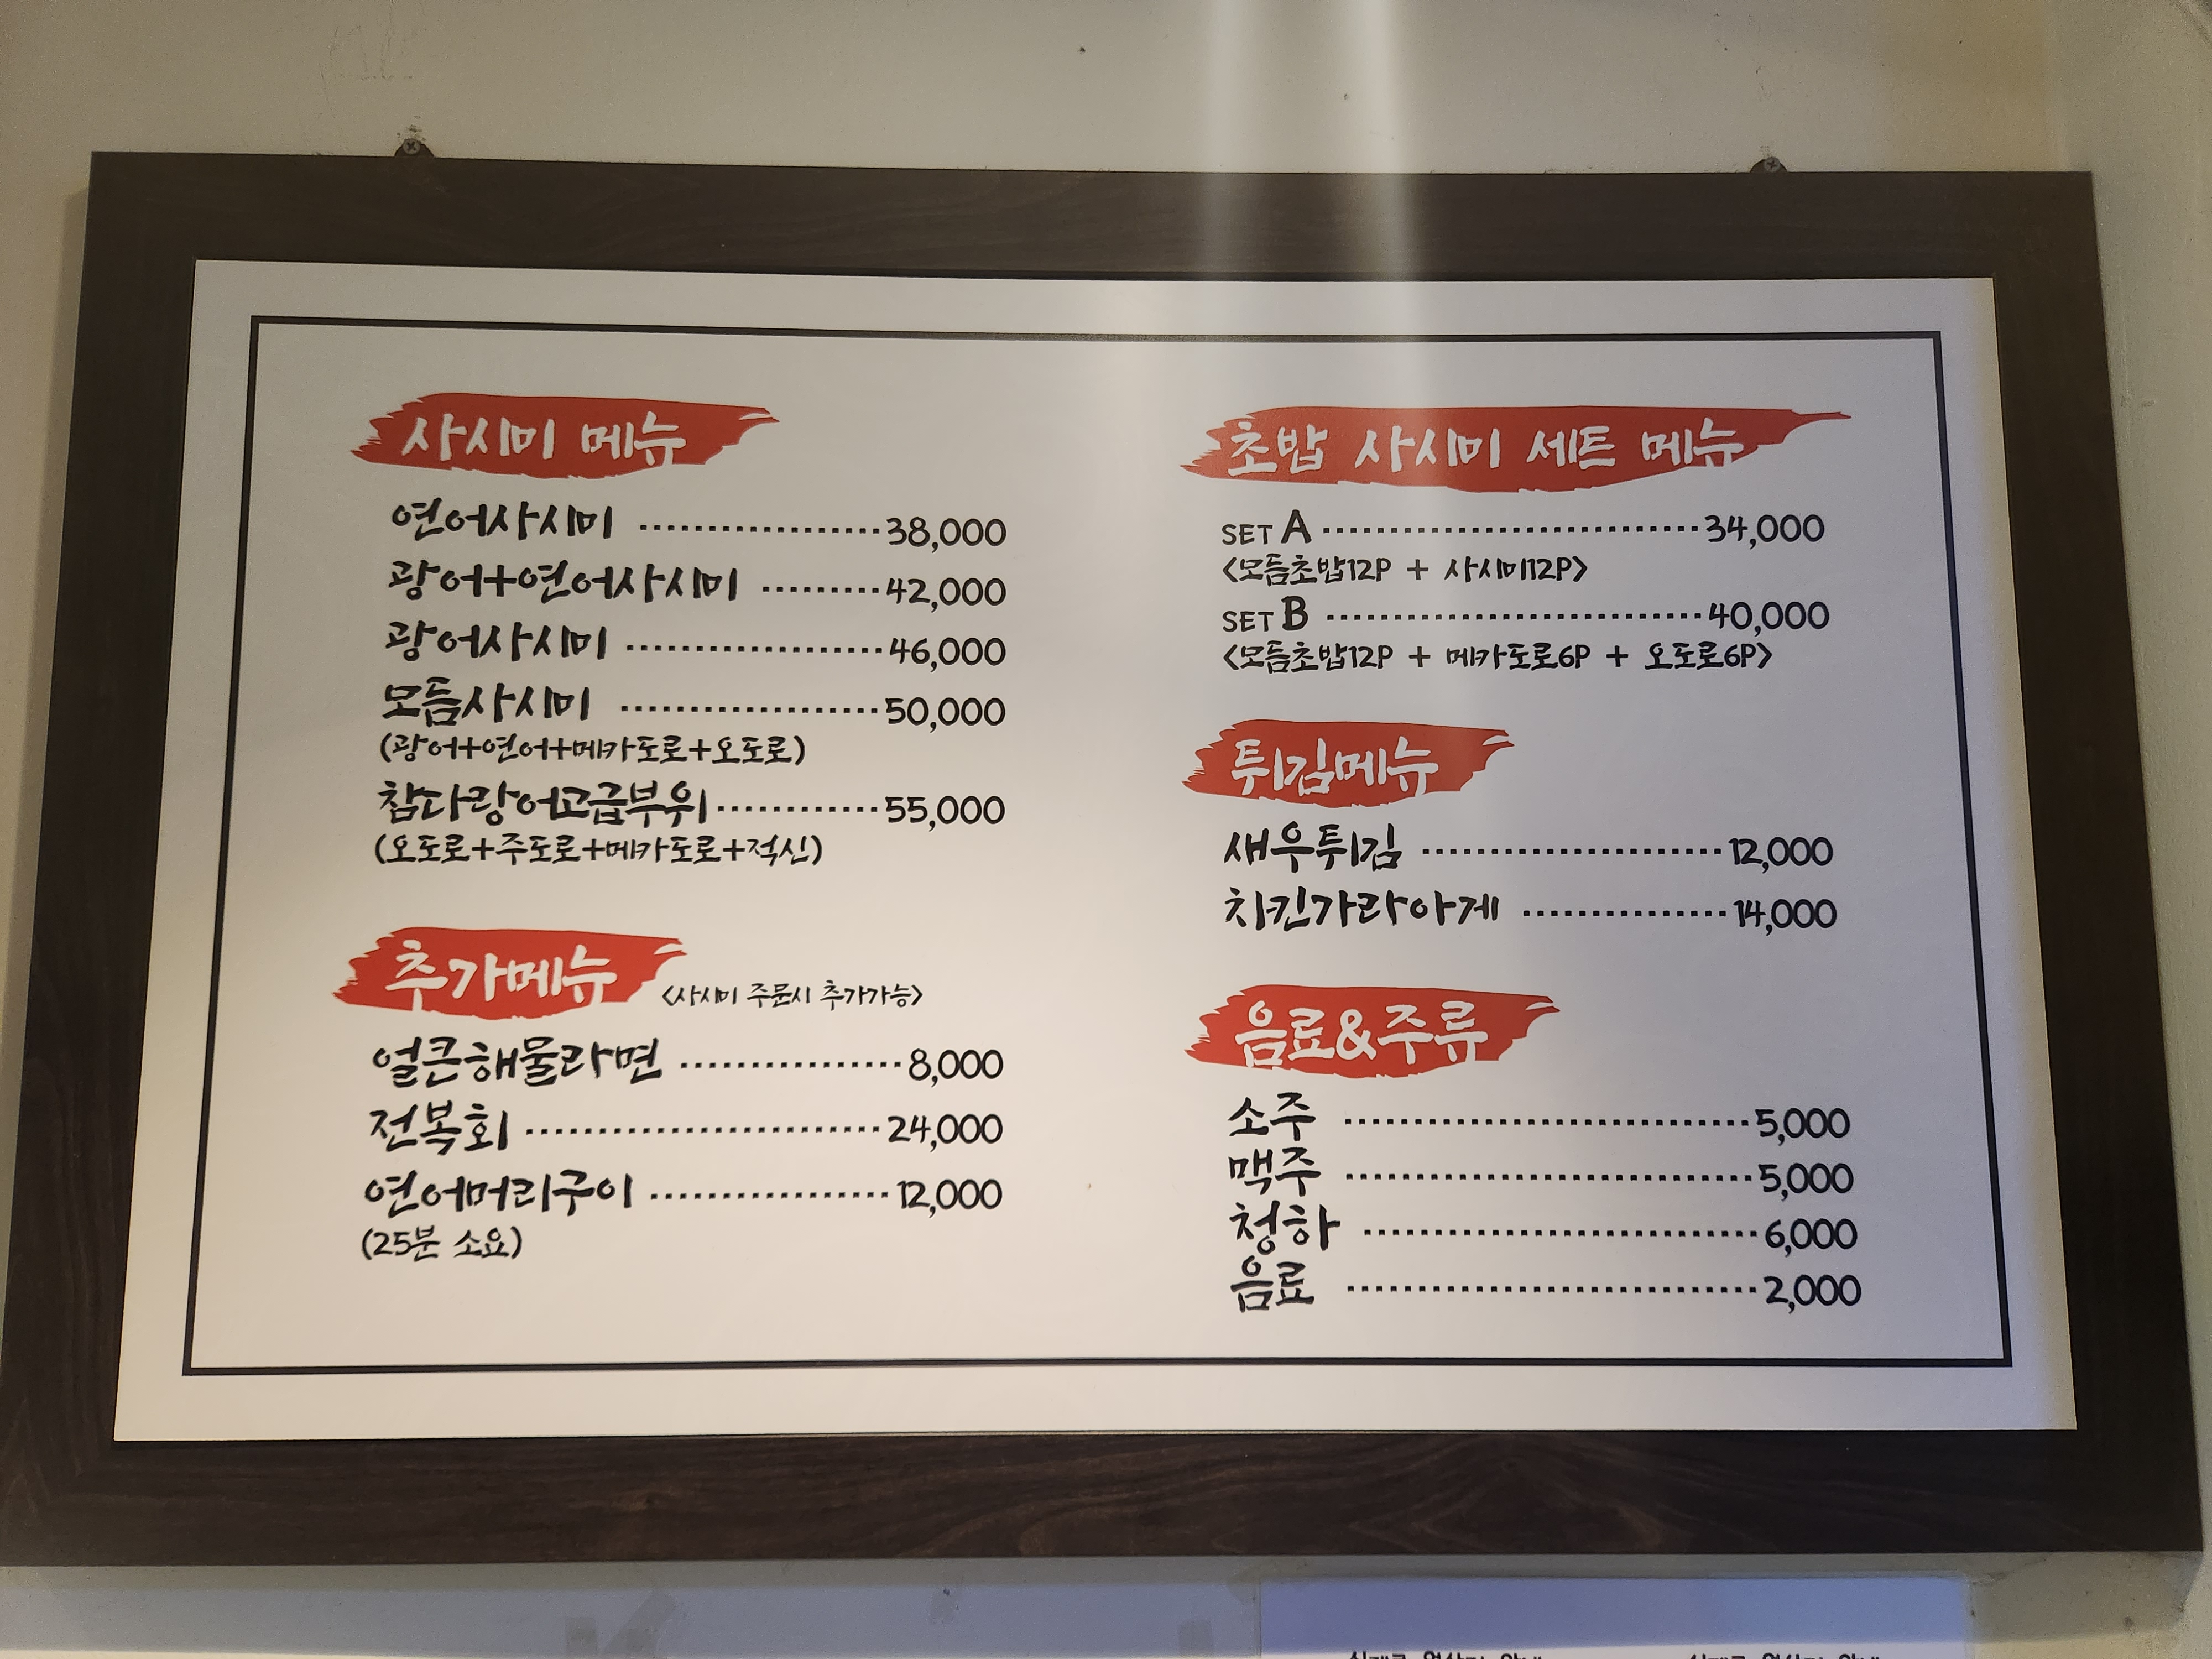 사시미 메뉴
연어사시미 ··················38,000
광어+연어사시미 ·········42,000
광어사시미 ···················46,000
모듬사시미 ···················50,000
(광어+연어+메카도로+오도로)
참다랑어고급부위············55,000
(오도로+주도로+메카도로+적신)
추가메뉴 <사시미 주문시 추가가능>
얼큰해물라면 ················8,000
전복회 ··························24,000
연어머리구이 ·················12,000
(25분 소요)
초밥 사시미 세트 메뉴
SET A ····························34,000
<모듬초밥12P + 사시미12P>
SET B ····························40,000
<모듬초밥12P + 메카도로6P + 오도로6P>
튀김메뉴
새우튀김 ······················12,000
치킨가라아게 ···············14,000
음료&주류
소주 ······························5,000
맥주 ······························5,000
청하 ·····························6,000
음료 ······························2,000